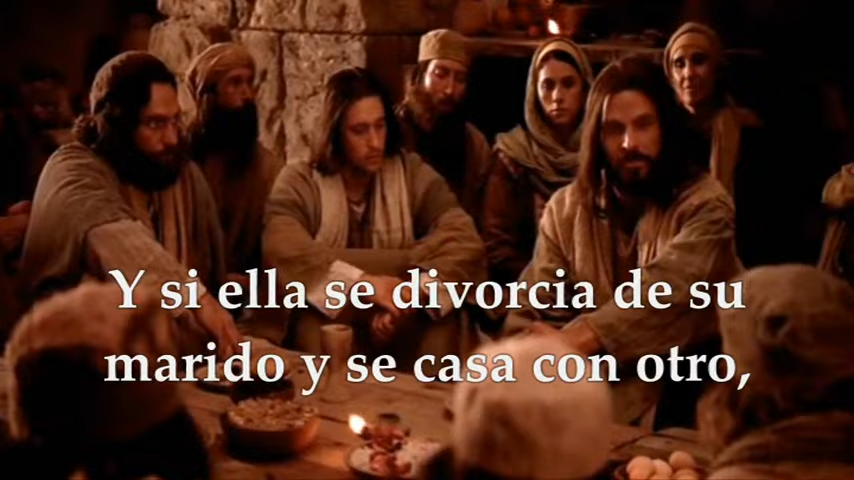 Y si ella se divorcia de su
marido y se casa con otro,